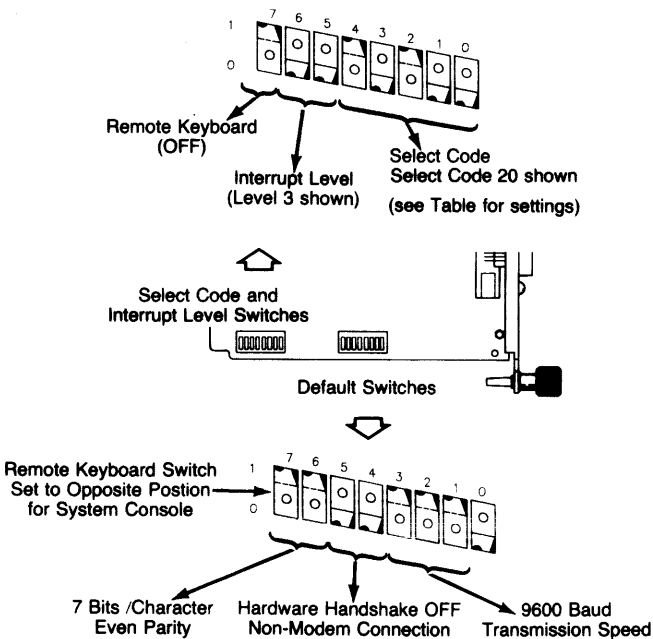 7 6 5 4 3 2 1 0
1
0
Remote Keyboard
(OFF)
Interrupt Level
(Level 3 shown)
Select Code
Select Code 20 shown
(see Table for settings)
Select Code and
Interrupt Level Switches
Default Switches
7 6 5 4 3 2 1 0
1
0
Remote Keyboard Switch
Set to Opposite Postion
for System Console
7 Bits /Character
Even Parity
Hardware Handshake OFF
Non-Modem Connection
9600 Baud
Transmission Speed